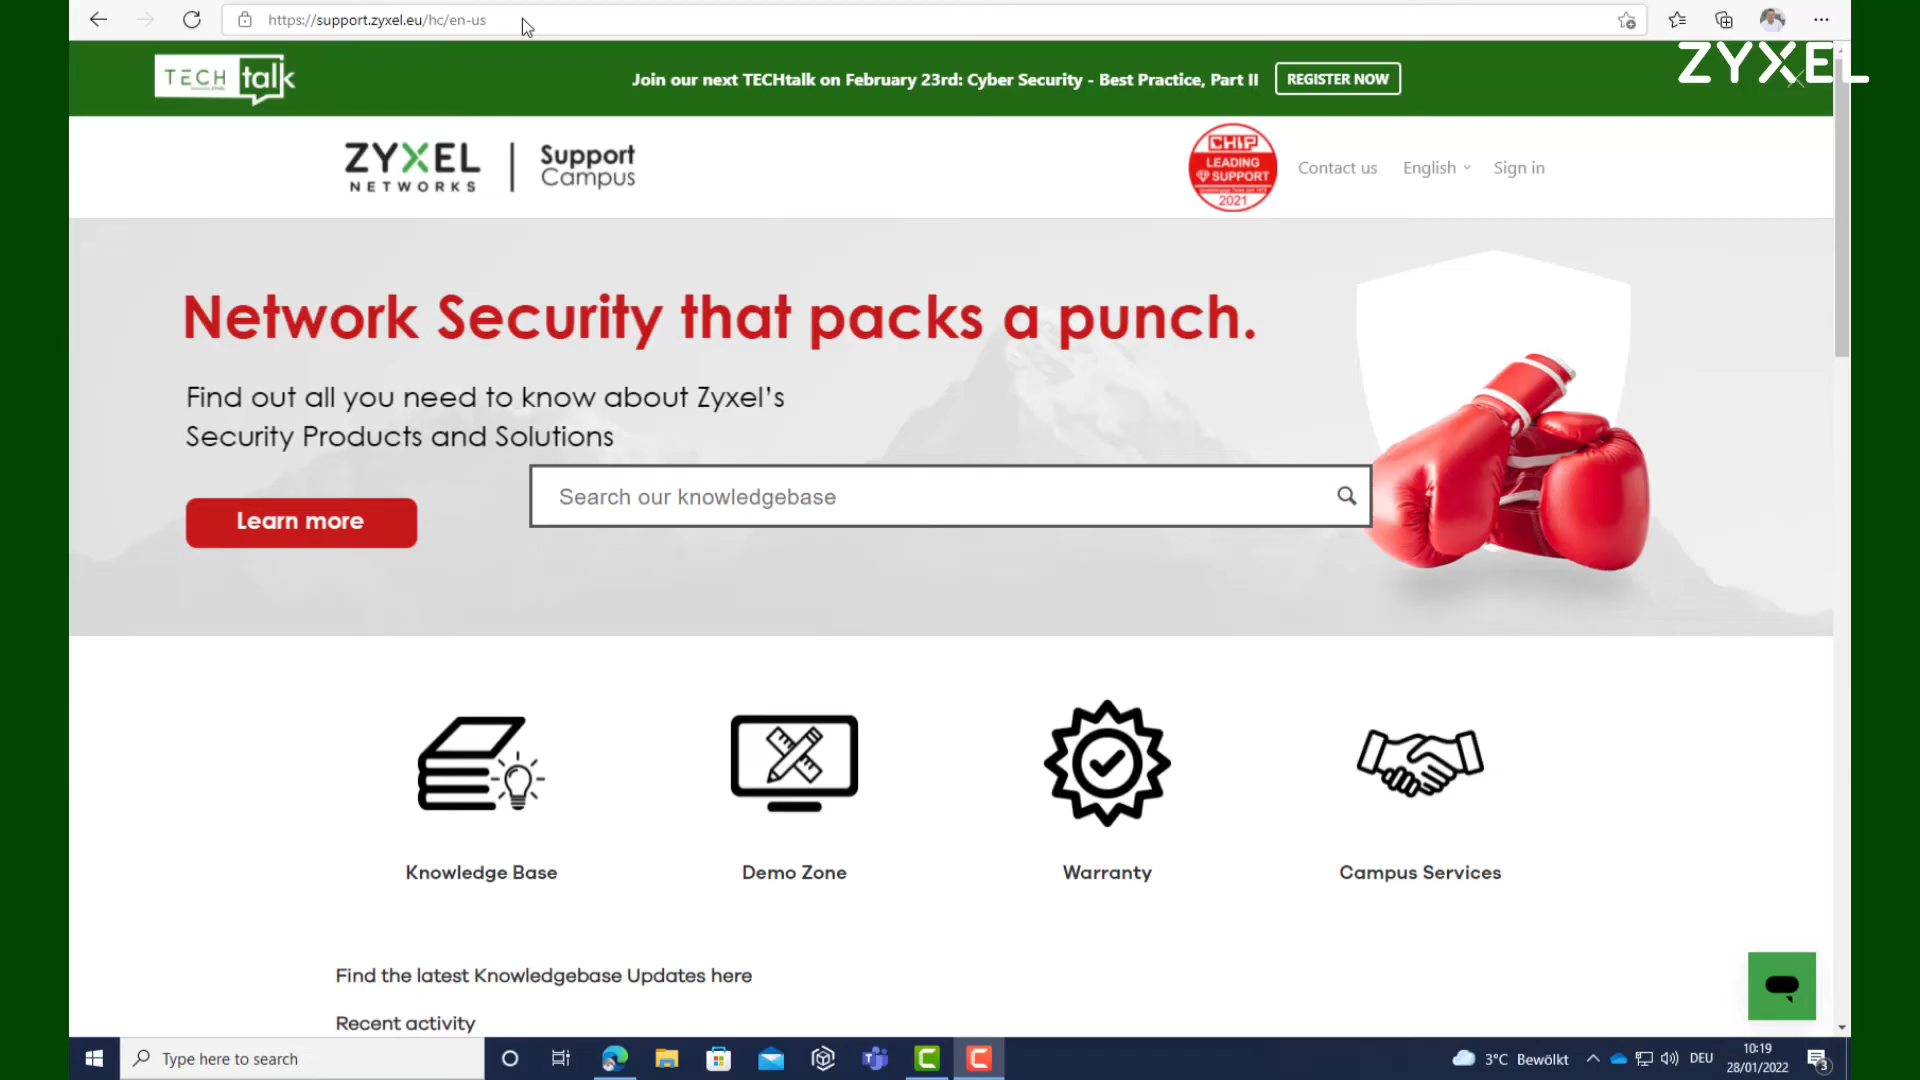 https://support.zyxel.eu/hc/en-us
TECH talk
Join our next TECHtalk on February 23rd: Cyber Security - Best Practice, Part II
REGISTER NOW
ZYXEL
ZYXEL
NETWORKS
Support
Campus
CHIP
LEADING
SUPPORT
2021
Contact us
English
Sign in
Network Security that packs a punch.
Find out all you need to know about Zyxel's
Security Products and Solutions
Search our knowledgebase
Learn more
Knowledge Base
Demo Zone
Warranty
Campus Services
Find the latest Knowledgebase Updates here
Recent activity
Type here to search
3°C Bewölkt
DEU
10:19
28/01/2022
3